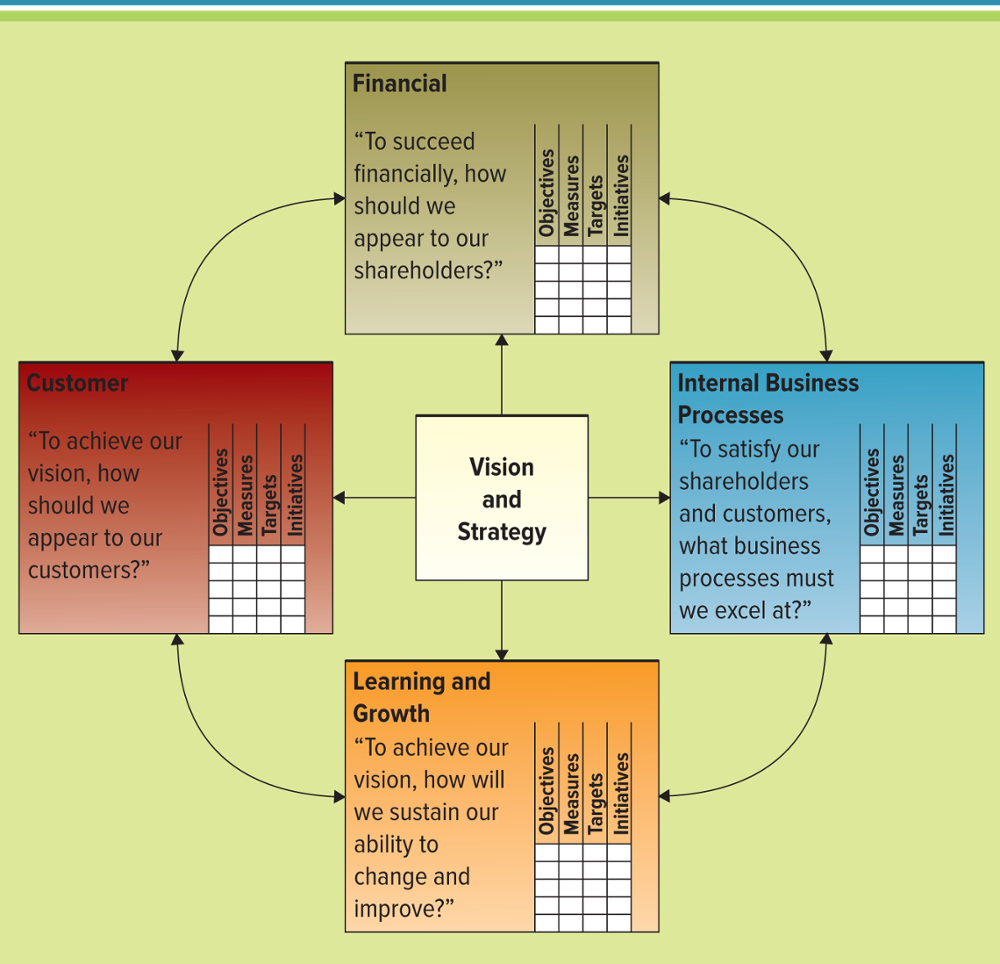 Financial
“To succeed
financially, how
should we
appear to our
shareholders?”
Objectives
Measures
Targets
Initiatives
Customer
“To achieve our
vision, how
should we
appear to our
customers?”
Objectives
Measures
Targets
Initiatives
Vision
and
Strategy
Internal Business
Processes
“To satisfy our
shareholders
and customers,
what business
processes must
we excel at?”
Objectives
Measures
Targets
Initiatives
Learning and
Growth
“To achieve our
vision, how will
we sustain our
ability to
change and
improve?”
Objectives
Measures
Targets
Initiatives